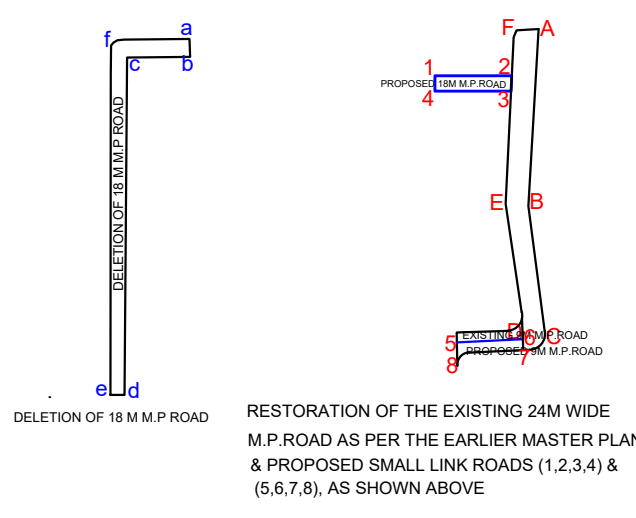 f
a
c
b
DELETION OF 18 M M.P ROAD
e
d
DELETION OF 18 M M.P ROAD
F
A
1
2
PROPOSED 18M M.P.ROAD
4
3
E
B
D
C
EXISTING 9M M.P.ROAD
5
6
PROPOSED 9M M.P.ROAD
8
7
RESTORATION OF THE EXISTING 24M WIDE
M.P.ROAD AS PER THE EARLIER MASTER PLAN
& PROPOSED SMALL LINK ROADS (1,2,3,4) &
(5,6,7,8), AS SHOWN ABOVE